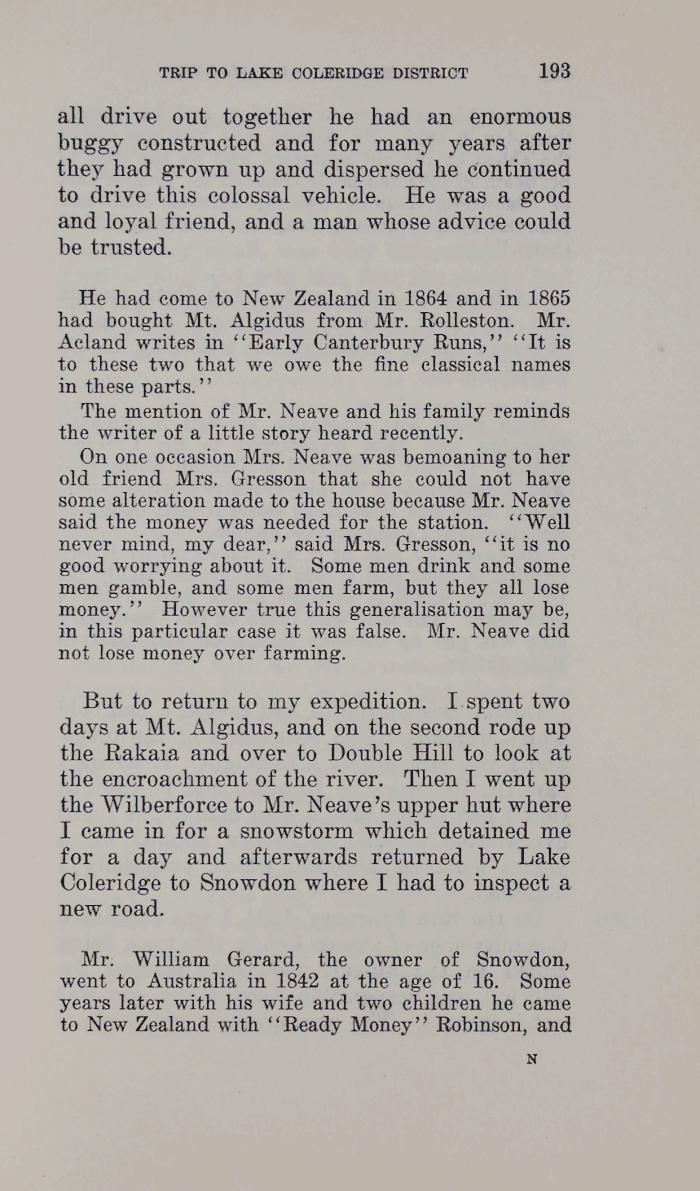 TRIP TO LAKE COLERIDGE DISTRICT 193
all drive out together he had an enormous
buggy constructed and for many years after
they had grown up and dispersed he continued
to drive this colossal vehicle. He was a good
and loyal friend, and a man whose advice could
be trusted.
He had come to New Zealand in 1864 and in 1865
had bought Mt. Algidus from Mr. Rolleston. Mr.
Acland writes in ‘‘Early Canterbury Runs,’’ ‘‘It is
to these two that we owe the fine classical names
in these parts.’’
The mention of Mr. Neave and his family reminds
the writer of a little story heard recently.
On one occasion Mrs. Neave was bemoaning to her
old friend Mrs. Gresson that she could not have
some alteration made to the house because Mr. Neave
said the money was needed for the station. ‘‘Well
never mind, my dear,’’ said Mrs. Gresson, ‘‘it is no
good worrying about it. Some men drink and some
men gamble, and some men farm, but they all lose
money.’’ However true this generalisation may be,
in this particular case it was false. Mr. Neave did
not lose money over farming.
But to return to my expedition. I spent two
days at Mt. Algidus, and on the second rode up
the Rakaia and over to Double Hill to look at
the encroachment of the river. Then I went up
the Wilberforce to Mr. Neave’s upper hut where
I came in for a snowstorm which detained me
for a day and afterwards returned by Lake
Coleridge to Snowdon where I had to inspect a
new road.
Mr. William Gerard, the owner of Snowdon,
went to Australia in 1842 at the age of 16. Some
years later with his wife and two children he came
to New Zealand with ‘‘Ready Money’’ Robinson, and
N